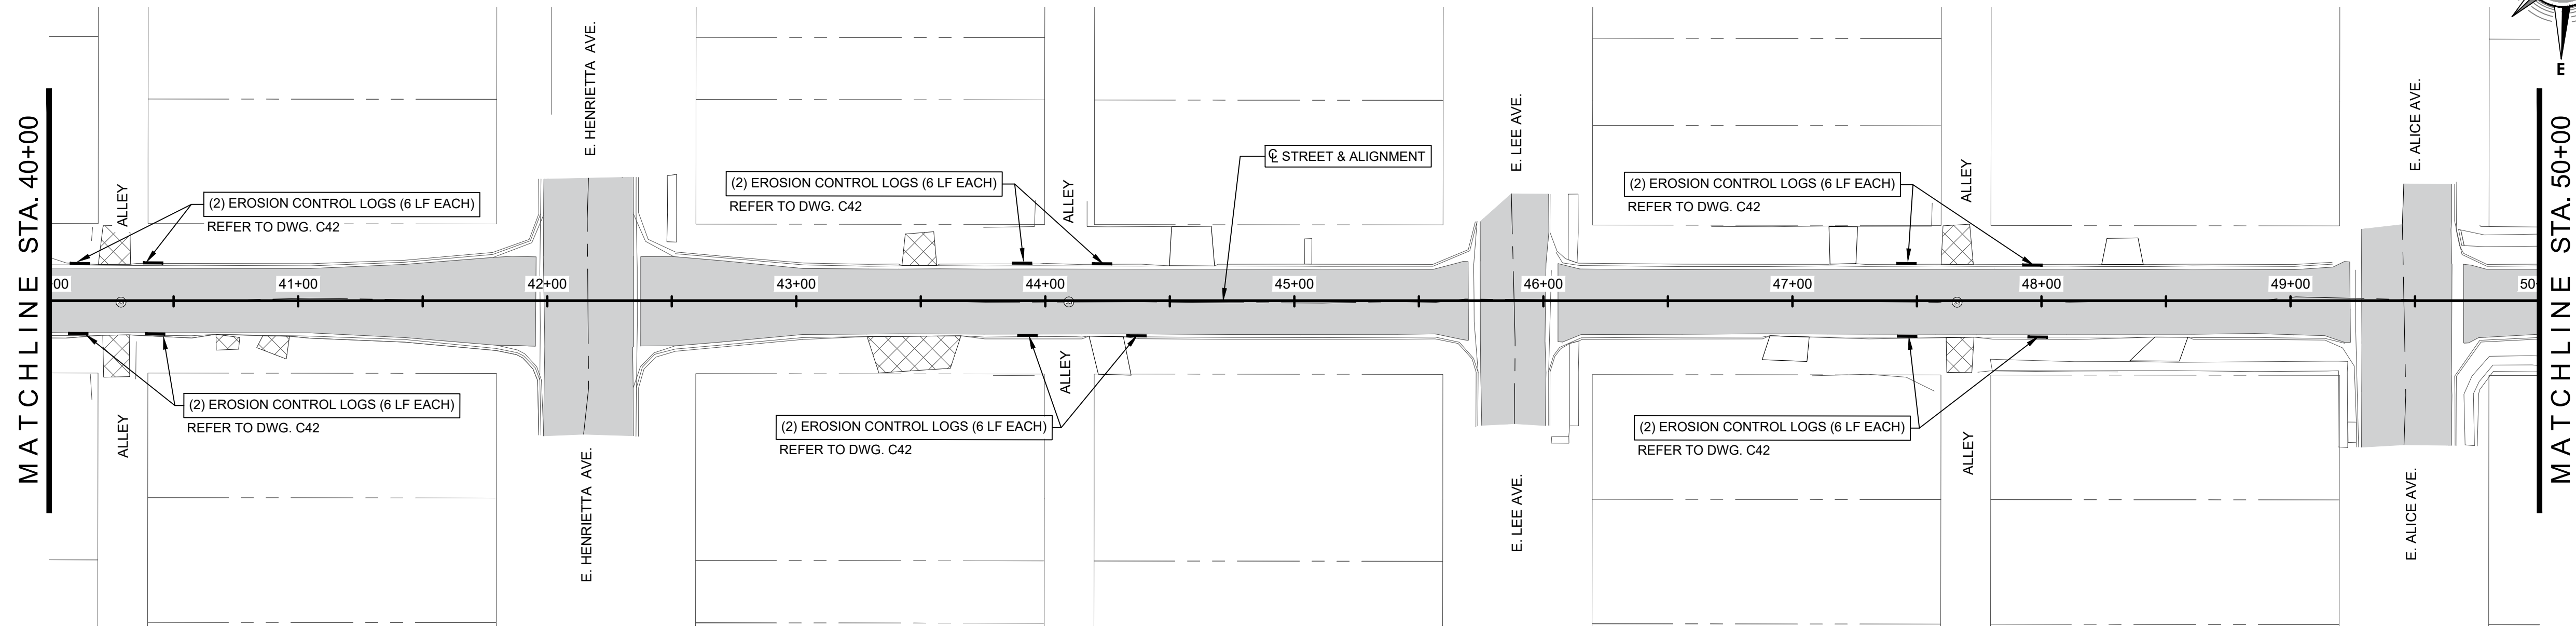 E
MATCHLINE STA. 40+00
ALLEY
(2) EROSION CONTROL LOGS (6 LF EACH)
REFER TO DWG. C42
E. HENRIETTA AVE.
(2) EROSION CONTROL LOGS (6 LF EACH)
REFER TO DWG. C42
ALLEY
℄ STREET & ALIGNMENT
E. LEE AVE.
(2) EROSION CONTROL LOGS (6 LF EACH)
REFER TO DWG. C42
ALLEY
E. ALICE AVE.
MATCHLINE STA. 50+00
00
41+00
42+00
43+00
44+00
45+00
46+00
47+00
48+00
49+00
50
(2) EROSION CONTROL LOGS (6 LF EACH)
REFER TO DWG. C42
ALLEY
E. HENRIETTA AVE.
ALLEY
(2) EROSION CONTROL LOGS (6 LF EACH)
REFER TO DWG. C42
E. LEE AVE.
(2) EROSION CONTROL LOGS (6 LF EACH)
REFER TO DWG. C42
ALLEY
E. ALICE AVE.